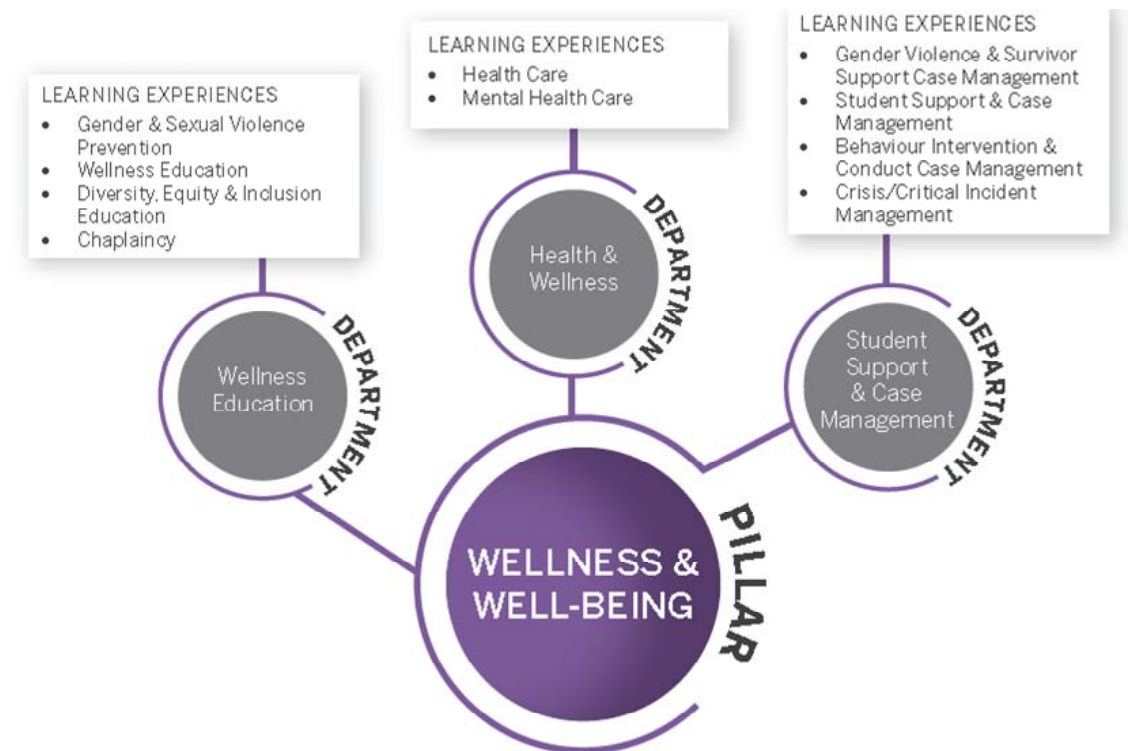 LEARNING EXPERIENCES
• Gender & Sexual Violence
Prevention
• Wellness Education
• Diversity, Equity & Inclusion
Education
• Chaplaincy
Wellness
Education
DEPARTMENT
LEARNING EXPERIENCES
• Health Care
• Mental Health Care
Health &
Wellness
DEPARTMENT
LEARNING EXPERIENCES
• Gender Violence & Survivor
Support Case Management
• Student Support & Case
Management
• Behaviour Intervention &
Conduct Case Management
• Crisis/Critical Incident
Management
Student
Support
& Case
Management
DEPARTMENT
WELLNESS &
WELL-BEING
PILLAR